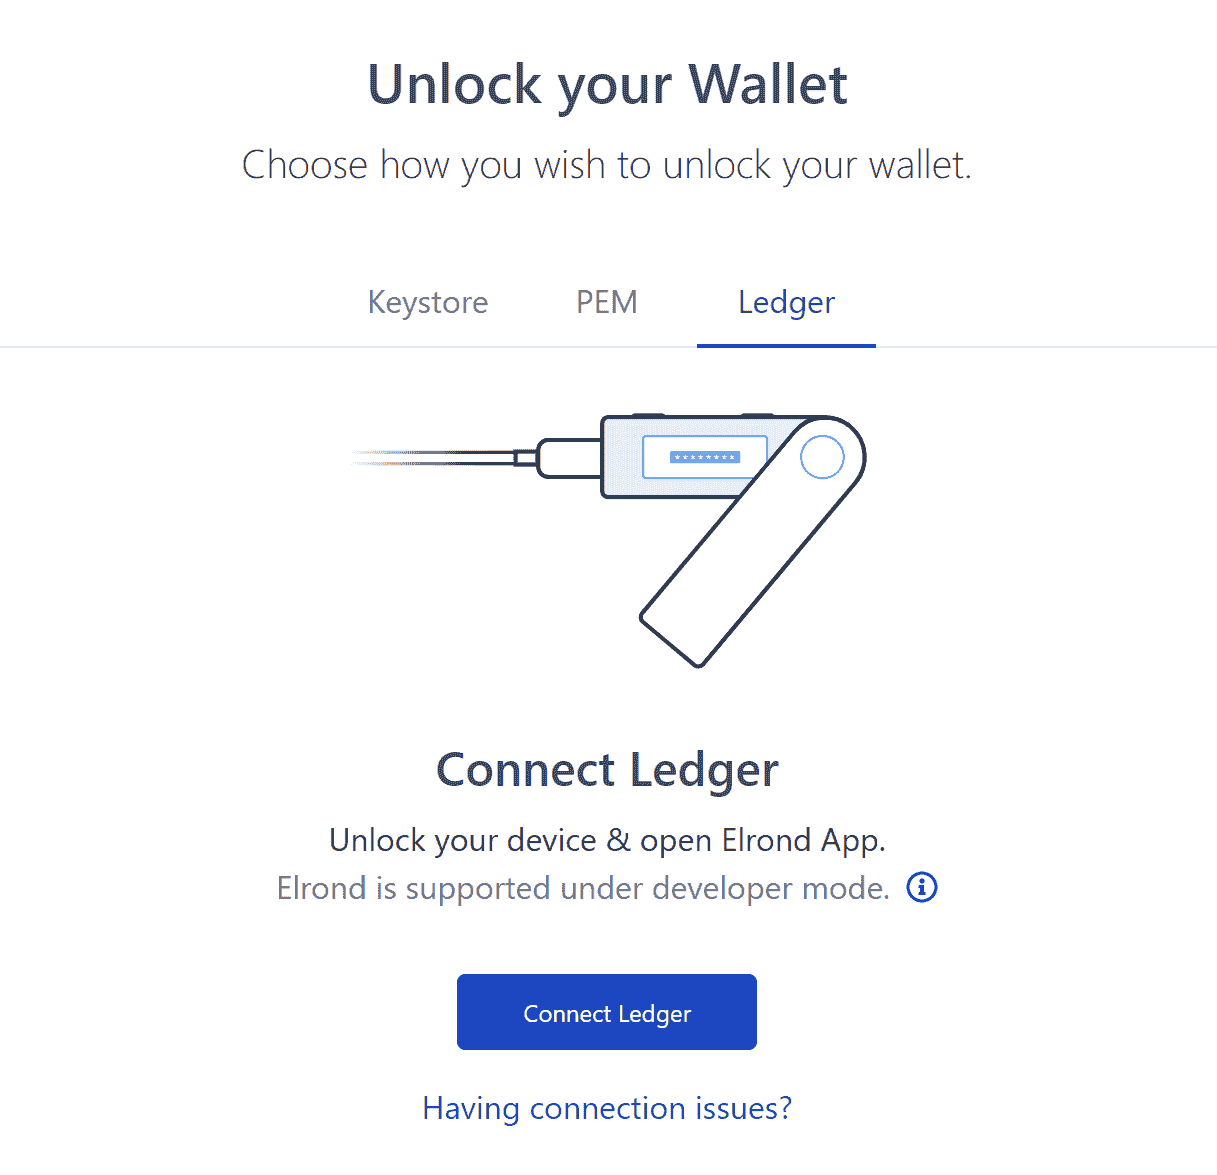 Unlock your Wallet
Choose how you wish to unlock your wallet.
Keystore PEM Ledger
********
Connect Ledger
Unlock your device & open Elrond App.
Elrond is supported under developer mode.
Connect Ledger
Having connection issues?